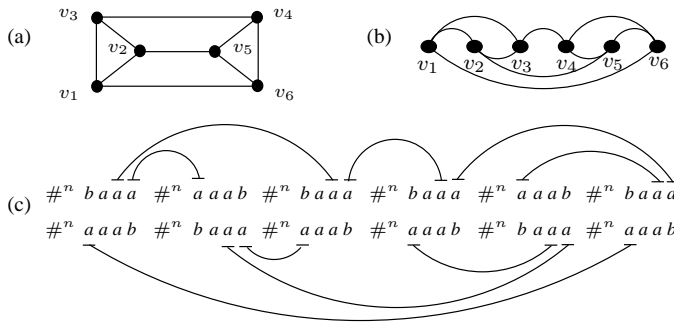 (a) v3 v4
v2 v5
v1 v6
(b)
v1 v2 v3 v4 v5 v6
(c)
#^n b a a a #^n a a a b #^n b a a a #^n b a a a #^n a a a b #^n b a a a
#^n a a a b #^n b a a a #^n a a a b #^n a a a b #^n b a a a #^n a a a b